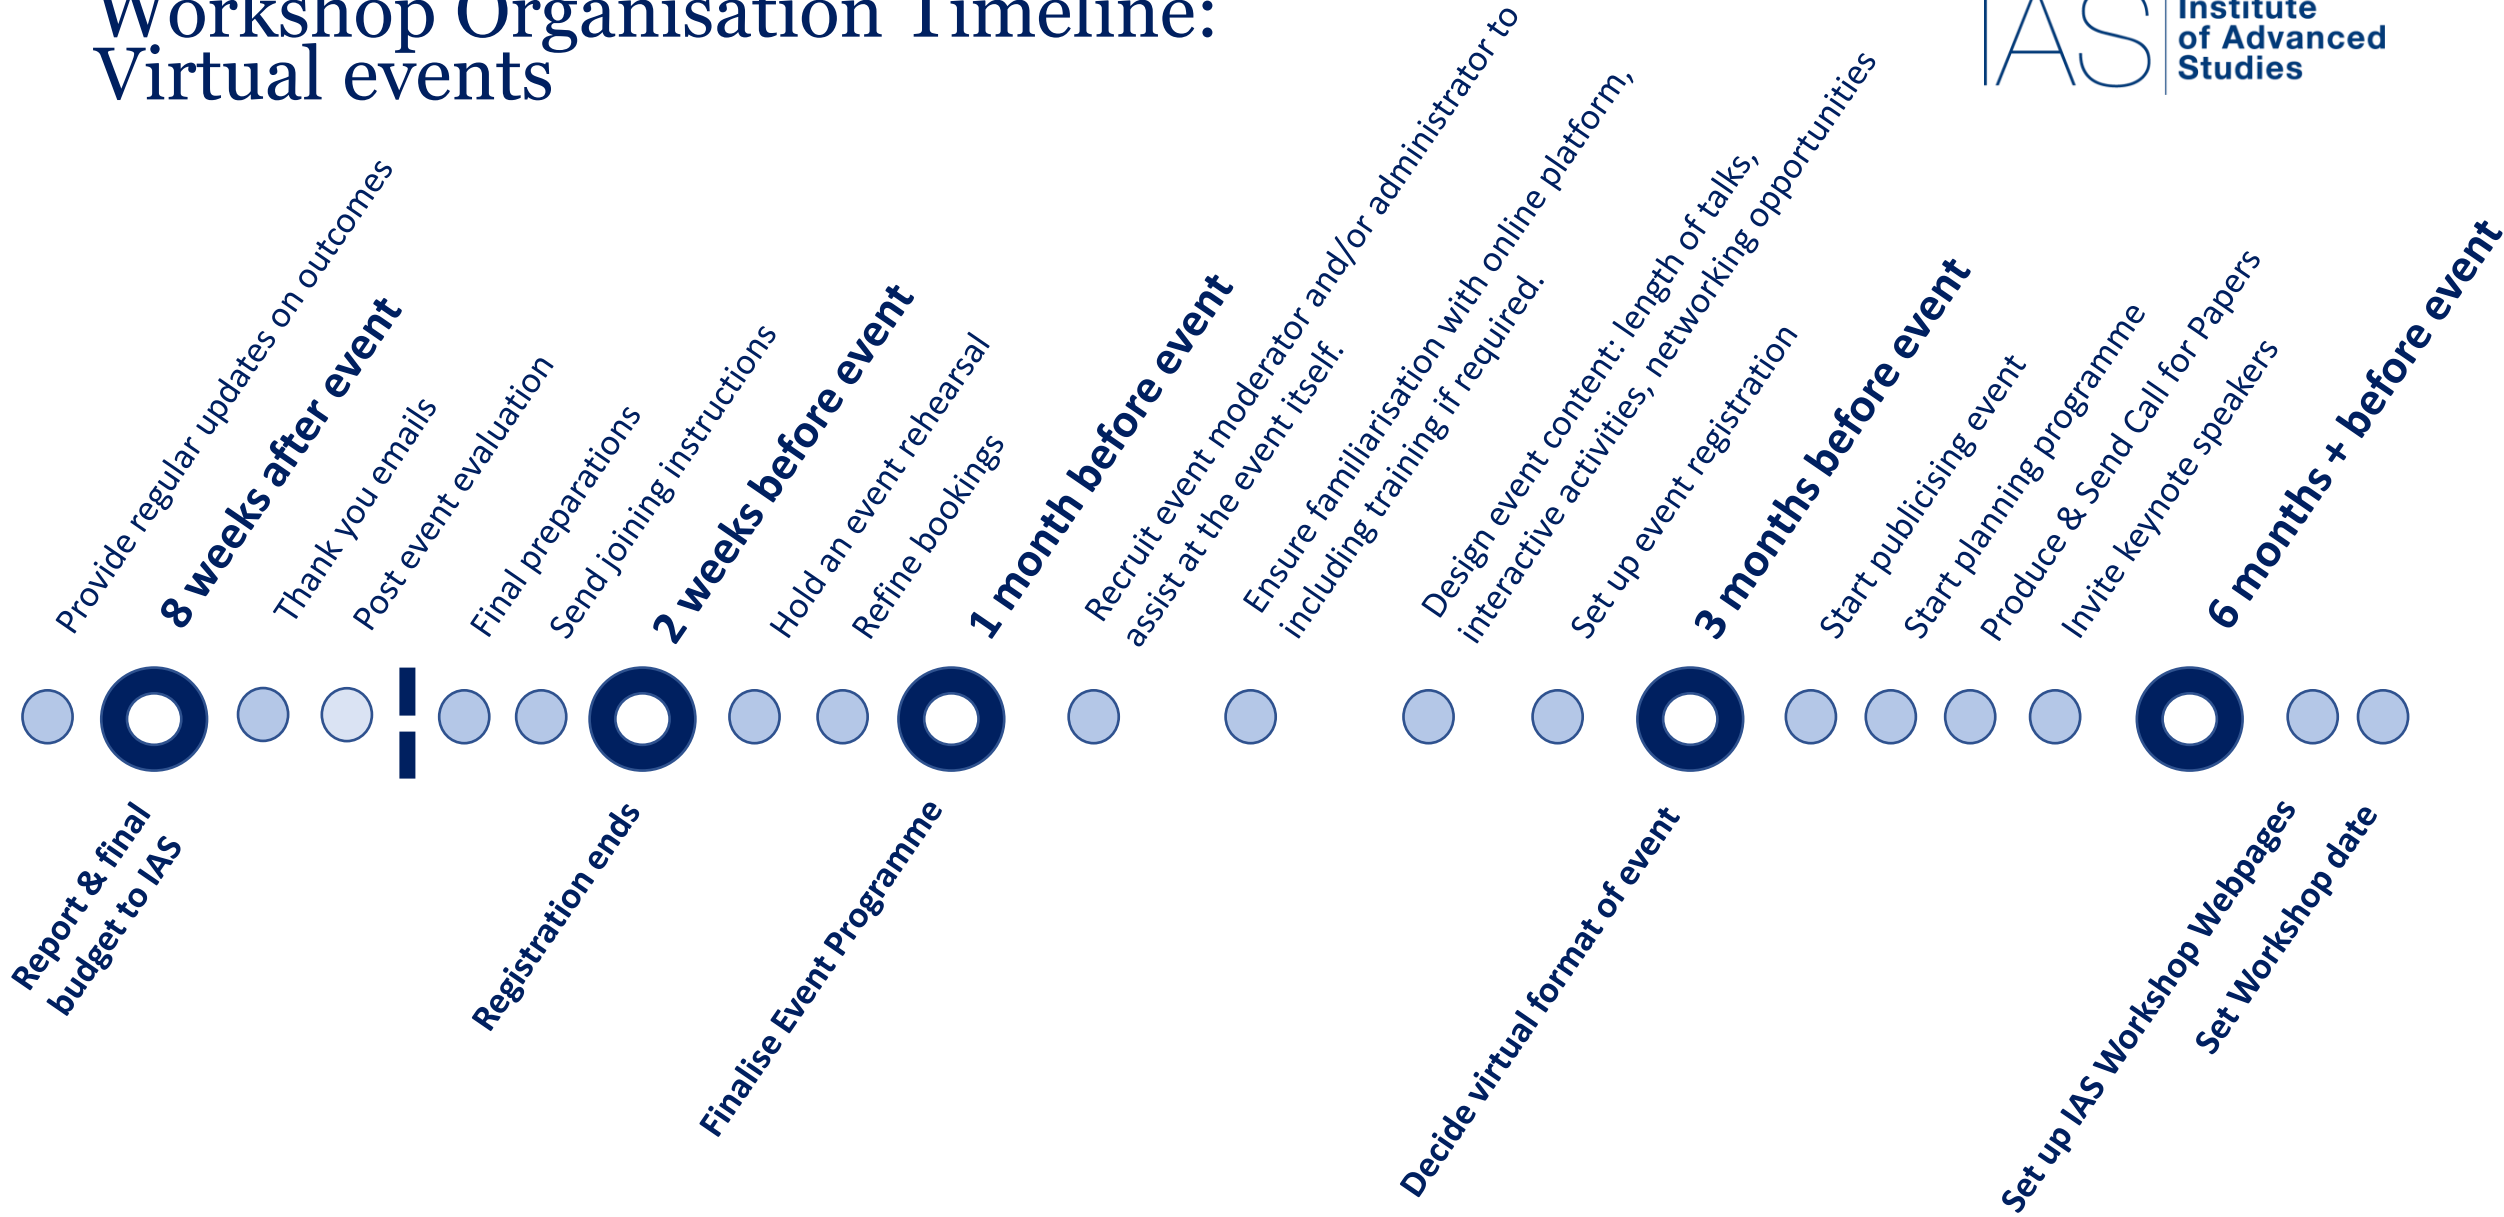 Workshop Organisation Timeline:
Virtual events
IAS
Institute
of Advanced
Studies
Provide regular updates on outcomes
8 weeks after event
Thank you emails
Post event evaluation
Final preparations
Send joining instructions
2 weeks before event
Hold an event rehearsal
Refine bookings
1 month before event
Recruit event moderator and/or administrator to
assist at the event itself.
Ensure familiarisation with online platform,
including training if required.
Design event content: length of talks,
interactive activities, networking opportunities
Set up event registration
3 months before event
Start publicising event
Start planning programme
Produce & Send Call for Papers
Invite keynote speakers
6 months + before event
Report & final
budget to IAS
Registration ends
Finalise Event Programme
Decide virtual format of event
Set up IAS Workshop Webpages
Set Workshop date